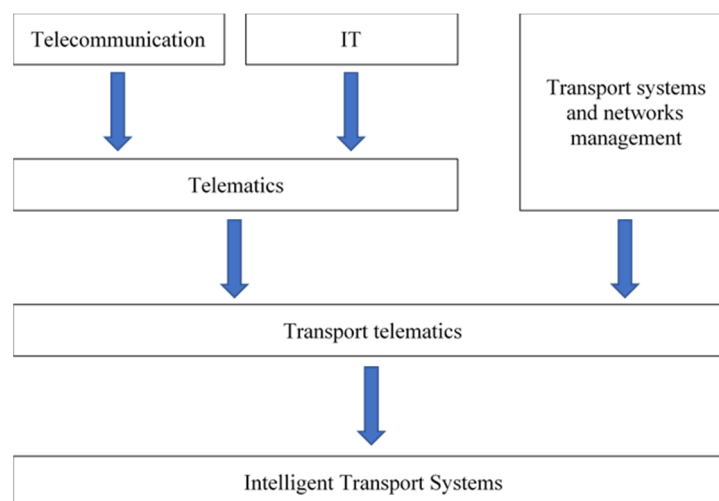 Telecommunication
IT
Transport systems
and networks
management
Telematics
Transport telematics
Intelligent Transport Systems